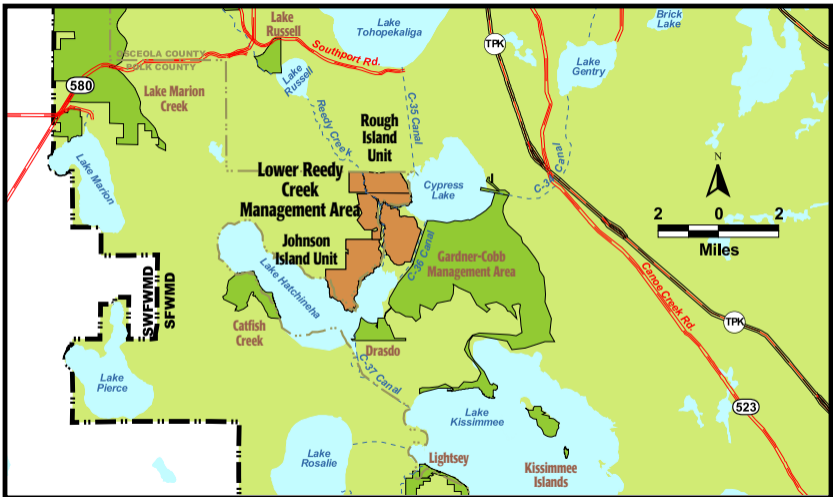 Lake
Russell
Lake
Tohopekaliga
Brick
Lake
TPK
OSCEOLA COUNTY
POLK COUNTY
Southport Rd.
Lake
Gentry
580
Lake
Russell
Lake Marion
Creek
C-35 Canal
Reedy Creek
Rough
Island
Unit
C-34 Canal
N
Lake Marion
Lower Reedy
Creek
Management Area
Cypress
Lake
2 0 2
Miles
Johnson
Island Unit
C-36 Canal
Gardner-Cobb
Management Area
Lake Hatchineha
Canoe Creek Rd.
SWFWMD
SFWMD
Catfish
Creek
Drasdo
TPK
Lake
Pierce
C-37 Canal
Lake
Kissimmee
523
Lake
Rosalie
Lightsey
Kissimmee
Islands